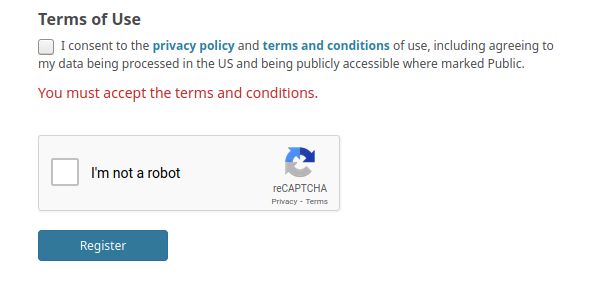 Terms of Use
I consent to the privacy policy and terms and conditions of use, including agreeing to
my data being processed in the US and being publicly accessible where marked Public.
You must accept the terms and conditions.
I'm not a robot
reCAPTCHA
Privacy - Terms
Register